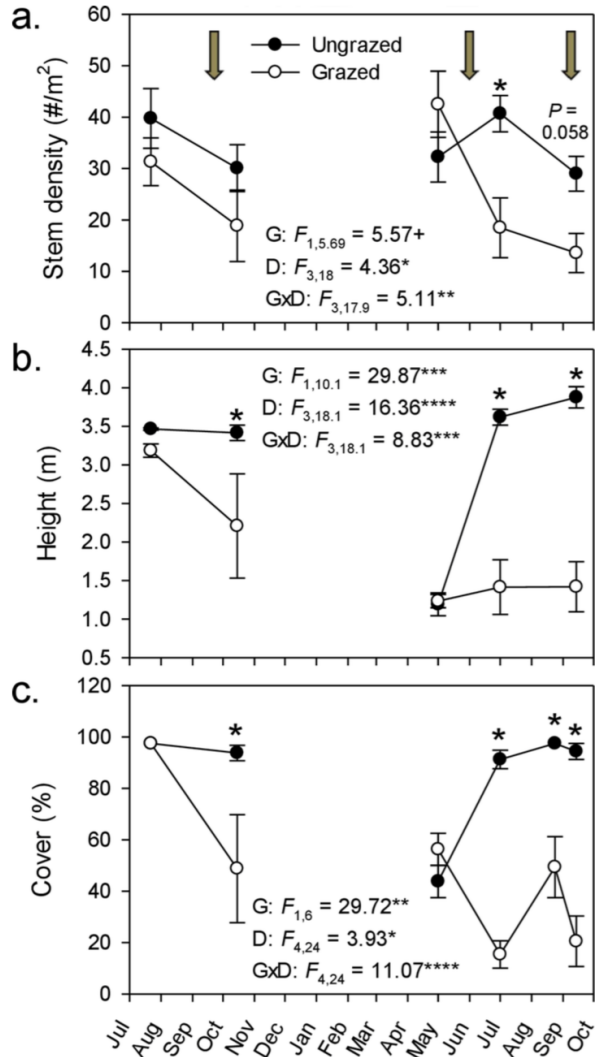 a.
Stem density (#/m²)
60
50
40
30
20
10
0
Ungrazed
Grazed
*
P =
0.058
G: F1,5.69 = 5.57+
D: F3,18 = 4.36*
GxD: F3,17.9 = 5.11**
b.
Height (m)
4.5
4.0
3.5
3.0
2.5
2.0
1.5
1.0
0.5
G: F1,10.1 = 29.87***
D: F3,18.1 = 16.36****
GxD: F3,18.1 = 8.83***
*
*
*
c.
Cover (%)
120
100
80
60
40
20
0
*
*
*
*
G: F1,6 = 29.72**
D: F4,24 = 3.93*
GxD: F4,24 = 11.07****
Jul
Aug
Sep
Oct
Nov
Dec
Jan
Feb
Mar
Apr
May
Jun
Jul
Aug
Sep
Oct